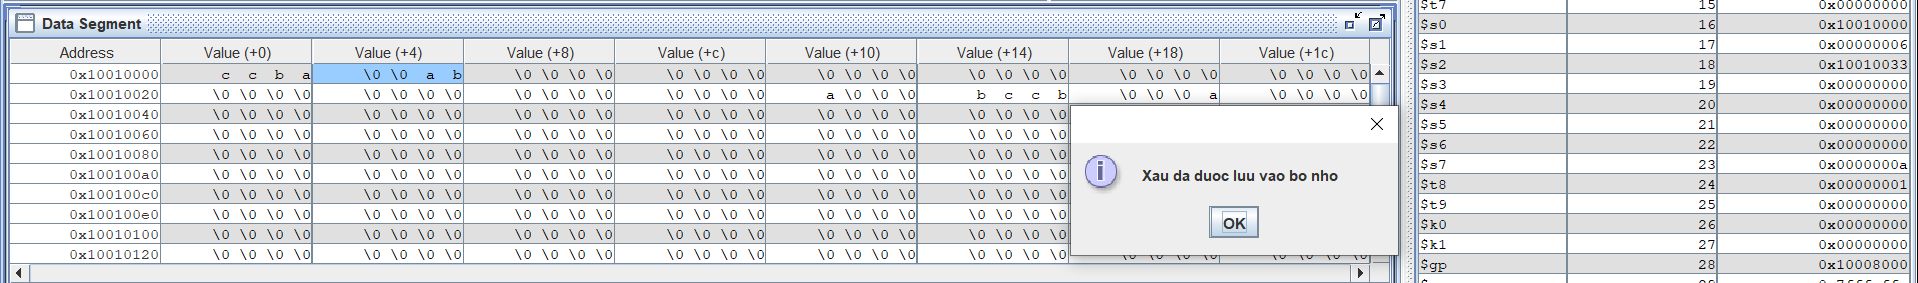 Data Segment
Address Value (+0) Value (+4) Value (+8) Value (+c) Value (+10) Value (+14) Value (+18) Value (+1c)
0x10010000 c c b a \0 \0 a b \0 \0 \0 \0 \0 \0 \0 \0 \0 \0 \0 \0 \0 \0 \0 \0 \0 \0 \0 \0 \0 \0 \0 \0
0x10010020 \0 \0 \0 \0 \0 \0 \0 \0 \0 \0 \0 \0 \0 \0 \0 \0 a \0 \0 \0 b c c b \0 \0 \0 a \0 \0 \0 \0
0x10010040 \0 \0 \0 \0 \0 \0 \0 \0 \0 \0 \0 \0 \0 \0 \0 \0 \0 \0 \0 \0 \0 \0 \0 \0
0x10010060 \0 \0 \0 \0 \0 \0 \0 \0 \0 \0 \0 \0 \0 \0 \0 \0 \0 \0 \0 \0 \0 \0 \0 \0
0x10010080 \0 \0 \0 \0 \0 \0 \0 \0 \0 \0 \0 \0 \0 \0 \0 \0 \0 \0 \0 \0 \0 \0 \0 \0
0x100100a0 \0 \0 \0 \0 \0 \0 \0 \0 \0 \0 \0 \0 \0 \0 \0 \0 \0 \0 \0 \0 \0 \0 \0 \0
0x100100c0 \0 \0 \0 \0 \0 \0 \0 \0 \0 \0 \0 \0 \0 \0 \0 \0 \0 \0 \0 \0 \0 \0 \0 \0
0x100100e0 \0 \0 \0 \0 \0 \0 \0 \0 \0 \0 \0 \0 \0 \0 \0 \0 \0 \0 \0 \0 \0 \0 \0 \0
0x10010100 \0 \0 \0 \0 \0 \0 \0 \0 \0 \0 \0 \0 \0 \0 \0 \0 \0 \0 \0 \0 \0 \0 \0 \0
0x10010120 \0 \0 \0 \0 \0 \0 \0 \0 \0 \0 \0 \0 \0 \0 \0 \0 \0 \0 \0 \0 \0 \0 \0 \0 \0 \0 \0 \0 \0 \0 \0 \0
Xau da duoc luu vao bo nho
OK
$t7 15 0x00000000
$s0 16 0x10010000
$s1 17 0x00000006
$s2 18 0x10010033
$s3 19 0x00000000
$s4 20 0x00000000
$s5 21 0x00000000
$s6 22 0x00000000
$s7 23 0x0000000a
$t8 24 0x00000001
$t9 25 0x00000000
$k0 26 0x00000000
$k1 27 0x00000000
$gp 28 0x10008000